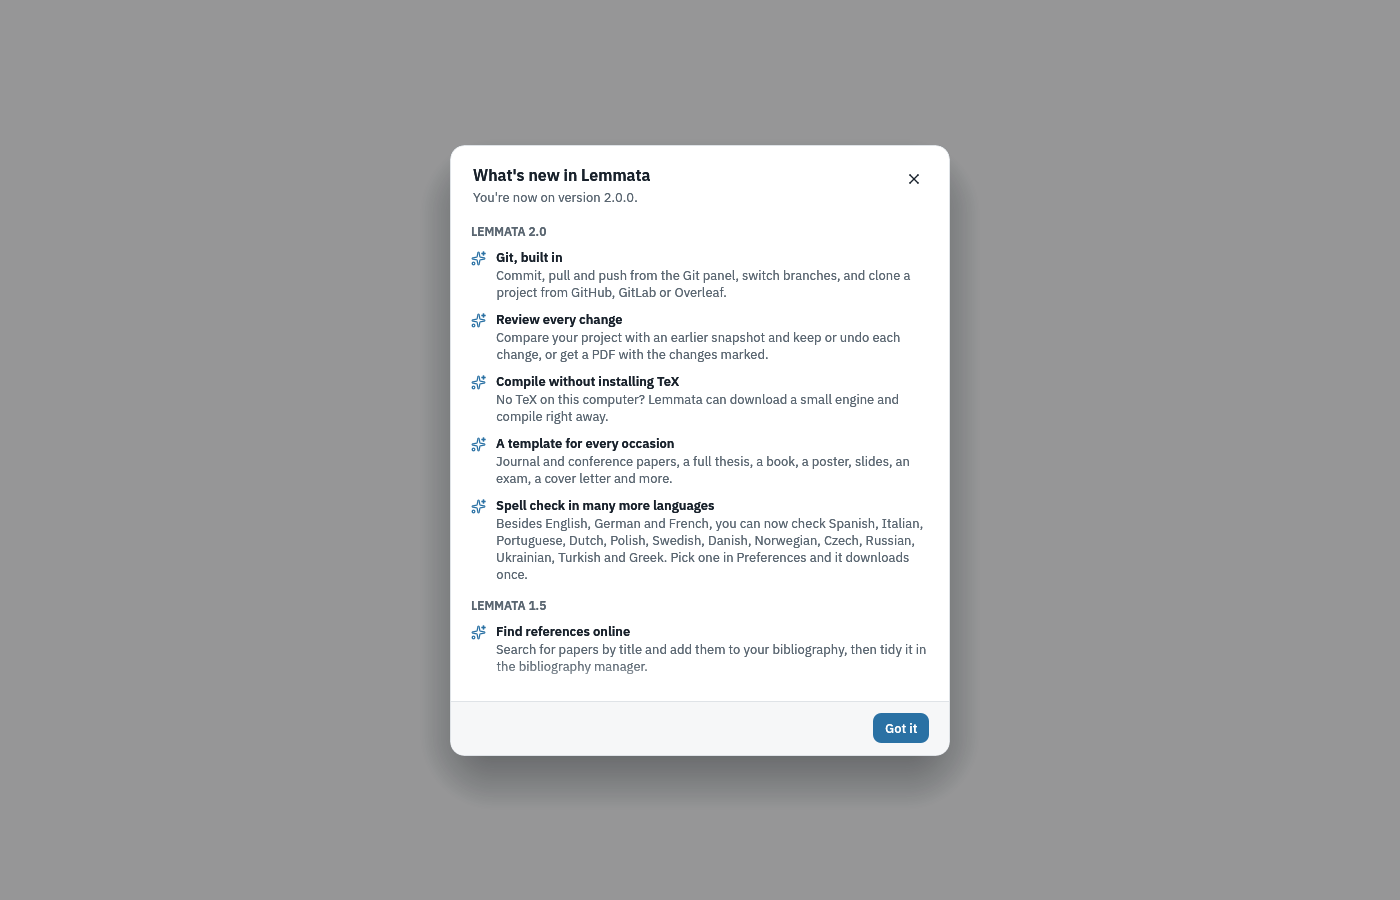 What's new in Lemmata
You're now on version 2.0.0.
LEMMATA 2.0
Git, built in
Commit, pull and push from the Git panel, switch branches, and clone a
project from GitHub, GitLab or Overleaf.
Review every change
Compare your project with an earlier snapshot and keep or undo each
change, or get a PDF with the changes marked.
Compile without installing TeX
No TeX on this computer? Lemmata can download a small engine and
compile right away.
A template for every occasion
Journal and conference papers, a full thesis, a book, a poster, slides, an
exam, a cover letter and more.
Spell check in many more languages
Besides English, German and French, you can now check Spanish, Italian,
Portuguese, Dutch, Polish, Swedish, Danish, Norwegian, Czech, Russian,
Ukrainian, Turkish and Greek. Pick one in Preferences and it downloads
once.
LEMMATA 1.5
Find references online
Search for papers by title and add them to your bibliography, then tidy it in
the bibliography manager.
Got it